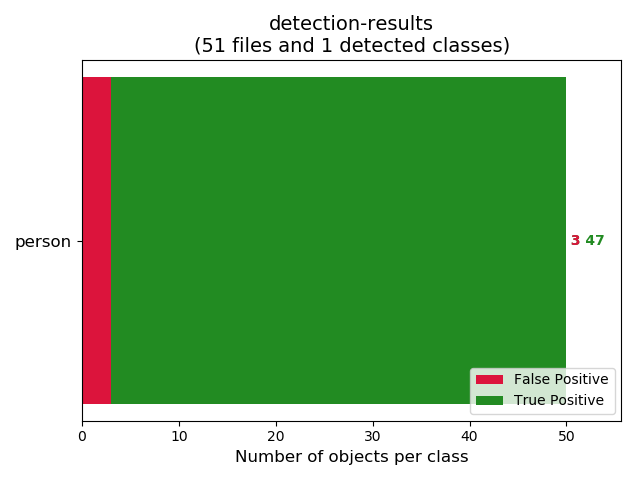 detection-results
(51 files and 1 detected classes)
person
3 47
False Positive
True Positive
0 10 20 30 40 50
Number of objects per class